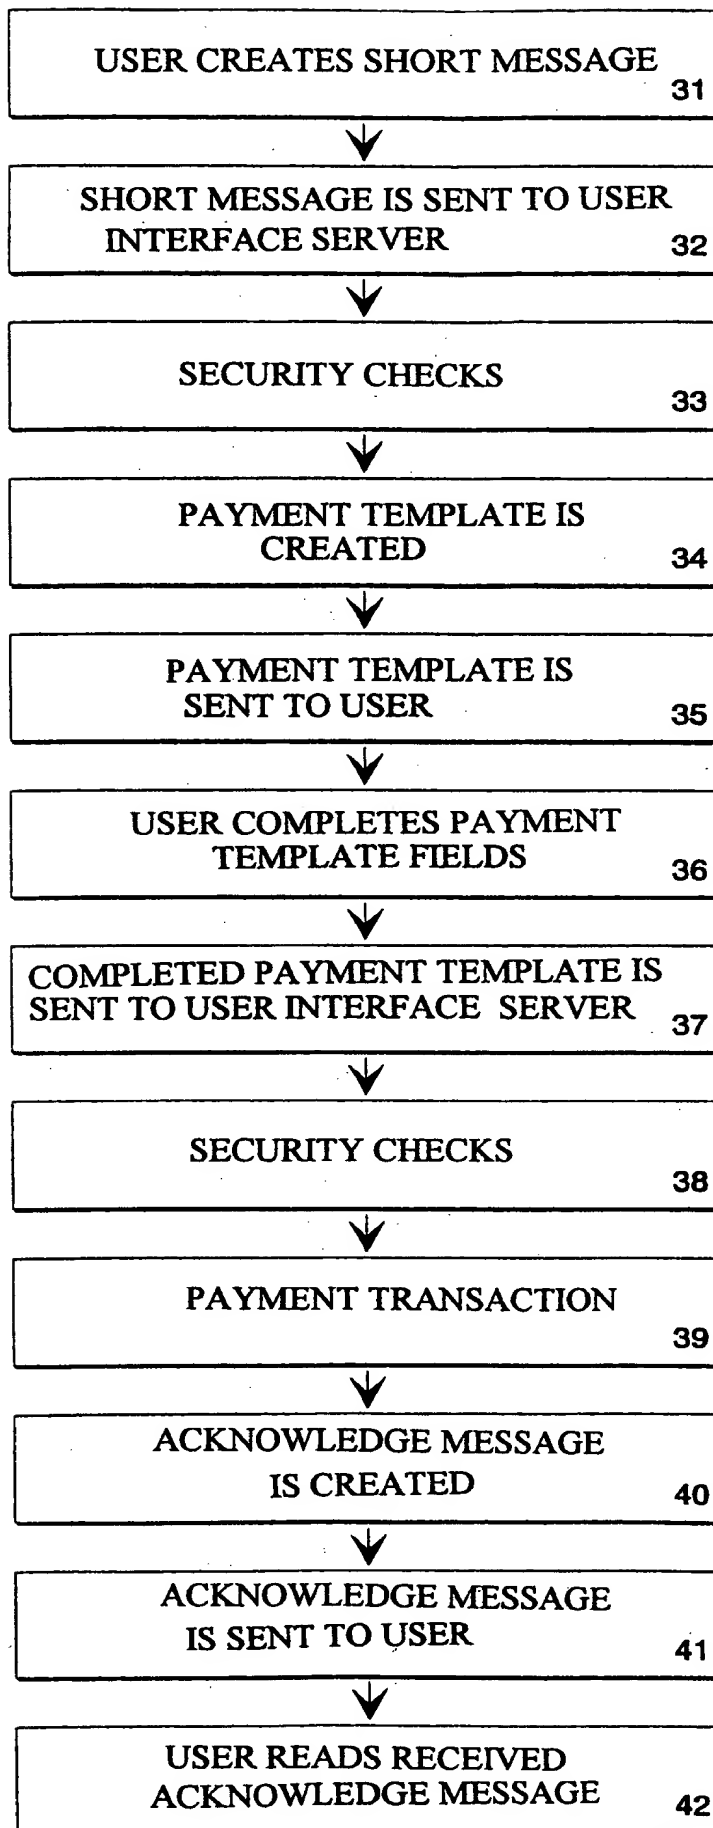 USER CREATES SHORT MESSAGE
31
SHORT MESSAGE IS SENT TO USER
INTERFACE SERVER
32
SECURITY CHECKS
33
PAYMENT TEMPLATE IS
CREATED
34
PAYMENT TEMPLATE IS
SENT TO USER
35
USER COMPLETES PAYMENT
TEMPLATE FIELDS
36
COMPLETED PAYMENT TEMPLATE IS
SENT TO USER INTERFACE SERVER
37
SECURITY CHECKS
38
PAYMENT TRANSACTION
39
ACKNOWLEDGE MESSAGE
IS CREATED
40
ACKNOWLEDGE MESSAGE
IS SENT TO USER
41
USER READS RECEIVED
ACKNOWLEDGE MESSAGE
42